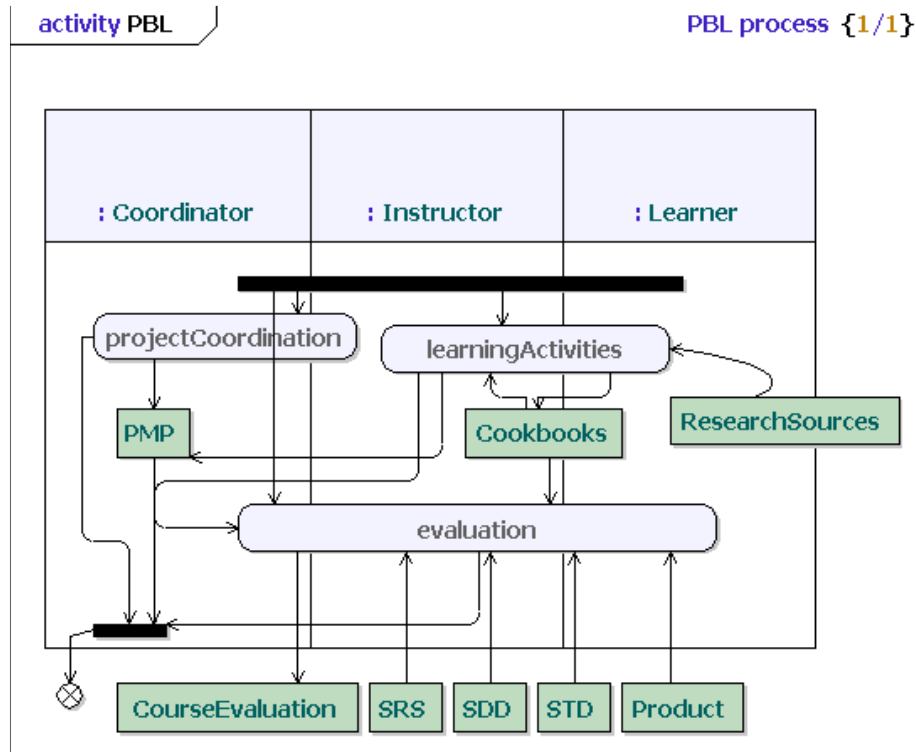 activity PBL
PBL process {1/1}
: Coordinator
: Instructor
: Learner
projectCoordination
learningActivities
PMP
Cookbooks
ResearchSources
evaluation
CourseEvaluation
SRS
SDD
STD
Product